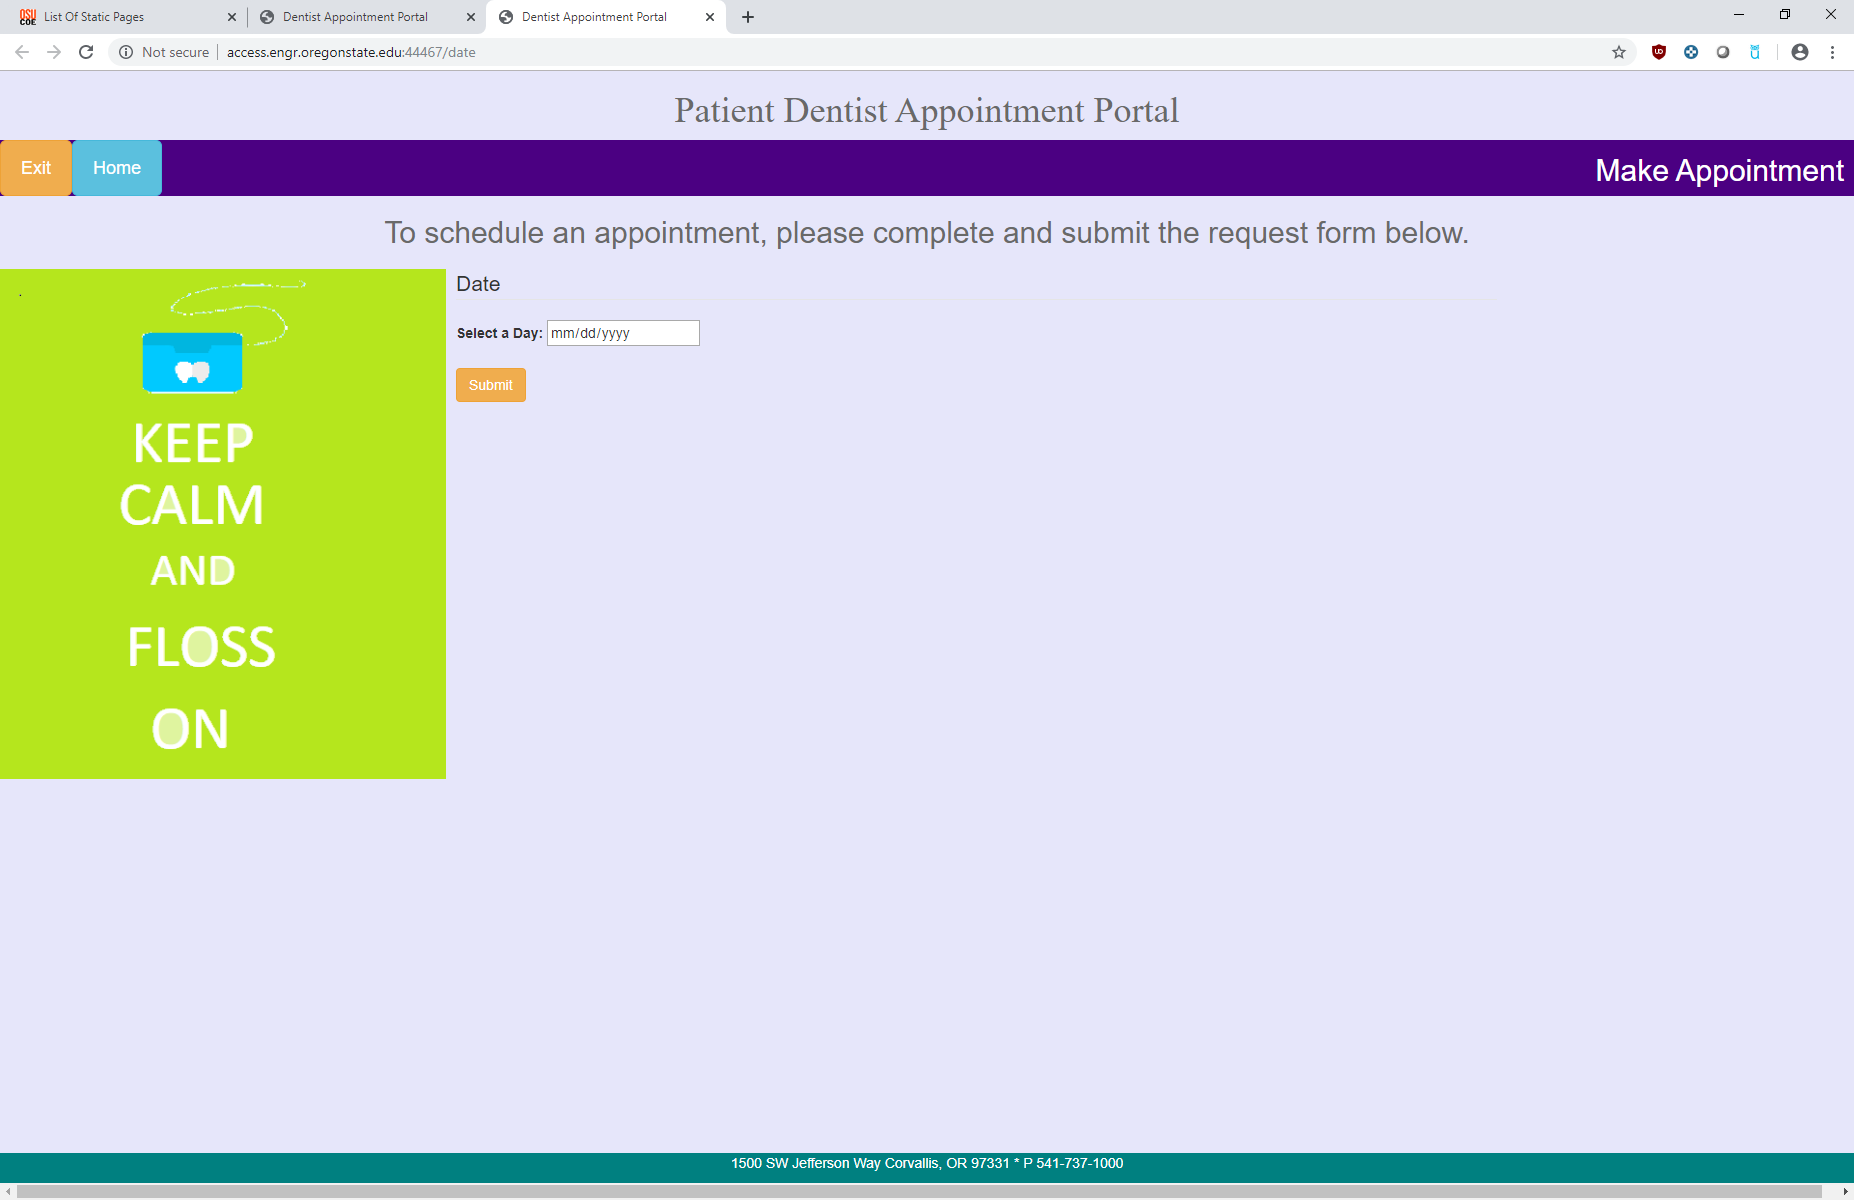 OSU COE List Of Static Pages
Dentist Appointment Portal
Dentist Appointment Portal
Not secure access.engr.oregonstate.edu:44467/date
Patient Dentist Appointment Portal
Exit Home Make Appointment
To schedule an appointment, please complete and submit the request form below.
Date
Select a Day: mm/dd/yyyy
Submit
KEEP
CALM
AND
FLOSS
ON
1500 SW Jefferson Way Corvallis, OR 97331 * P 541-737-1000